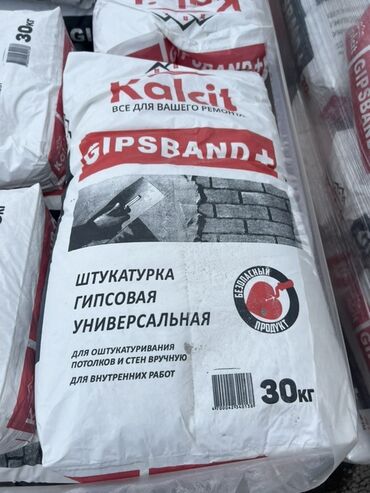 30КГ
Kalcit
ВСЕ ДЛЯ ВАШЕГО РЕМОНТА
GIPSBAND+
ШТУКАТУРКА
ГИПСОВАЯ
УНИВЕРСАЛЬНАЯ
ДЛЯ ОШТУКАТУРИВАНИЯ
ПОТОЛКОВ И СТЕН ВРУЧНУЮ
ДЛЯ ВНУТРЕННИХ РАБОТ
БЕЗОПАСНЫЙ
ПРОДУКТ
30КГ